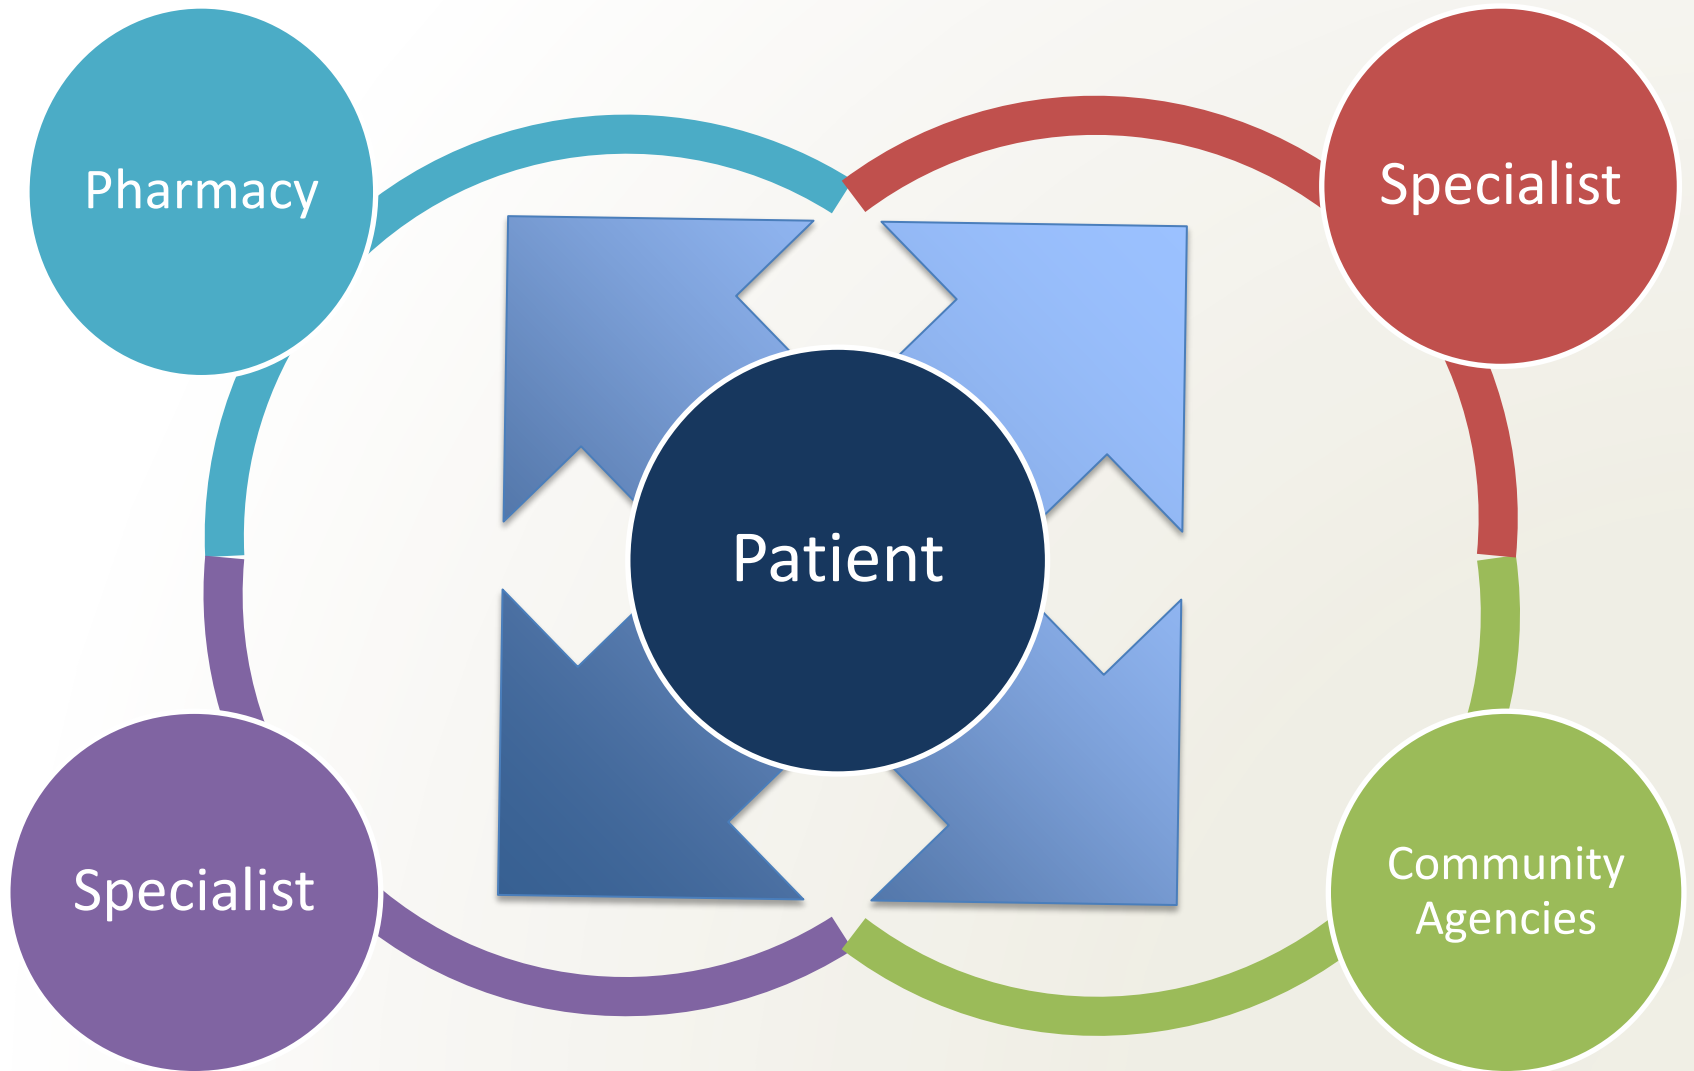 Pharmacy
Specialist
Patient
Specialist
Community
Agencies